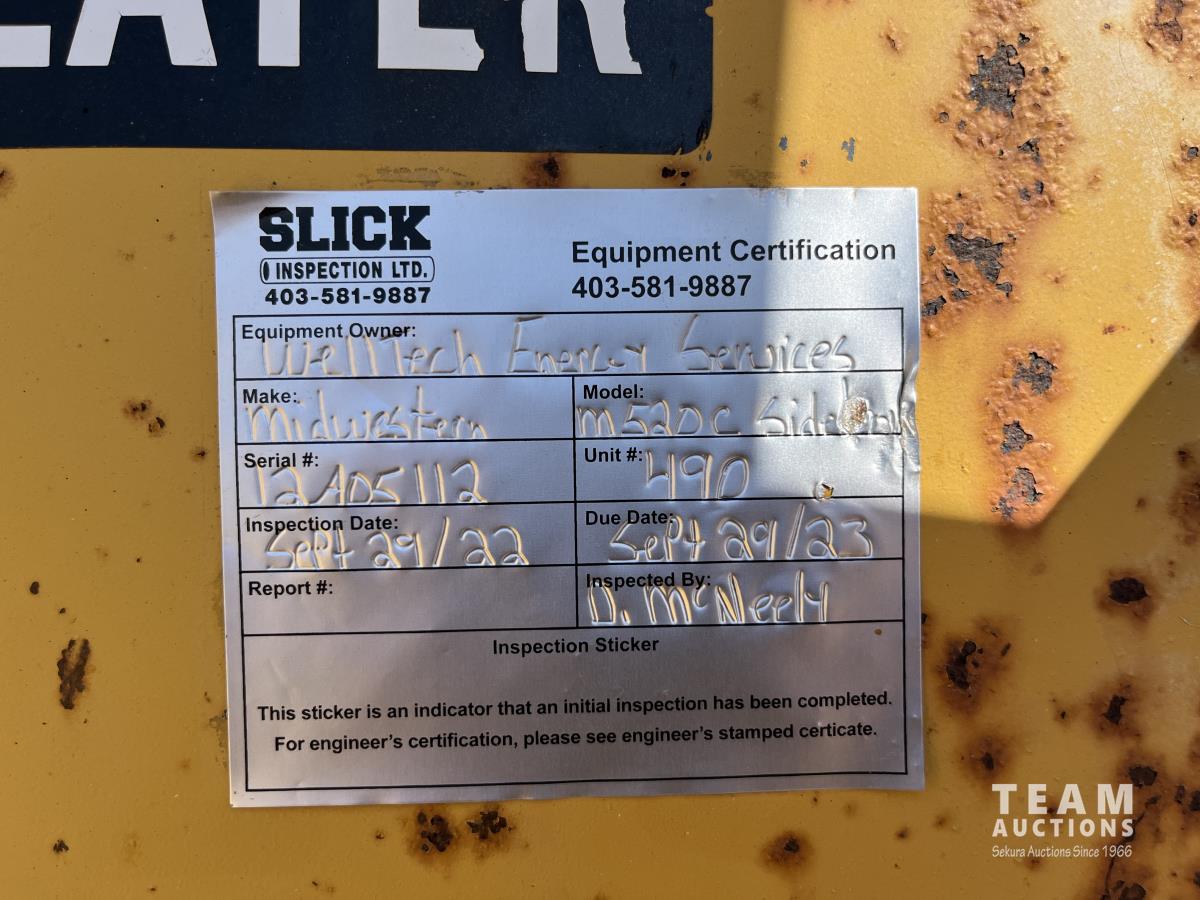 EATER
SLICK
INSPECTION LTD.
403-581-9887
Equipment Certification
403-581-9887
Equipment Owner: Welltech Energy Services
Make: Midwestern
Model: M520C Sideboom
Serial #: 12A05112
Unit #: 490
Inspection Date: Sept 29/22
Due Date: Sept 29/23
Report #:
Inspected By: D. McNeely
Inspection Sticker
This sticker is an indicator that an initial inspection has been completed.
For engineer's certification, please see engineer's stamped certicate.
TEAM
AUCTIONS
Sekura Auctions Since 1966